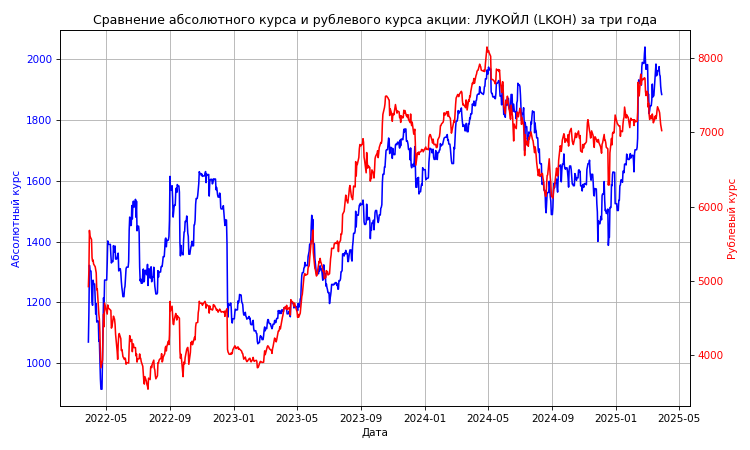 Сравнение абсолютного курса и рублевого курса акции: ЛУКОЙЛ (LKOH) за три года
2000
1800
1600
1400
1200
1000
Абсолютный курс
8000
7000
6000
5000
4000
Рублевый курс
2022-05 2022-09 2023-01 2023-05 2023-09 2024-01 2024-05 2024-09 2025-01 2025-05
Дата